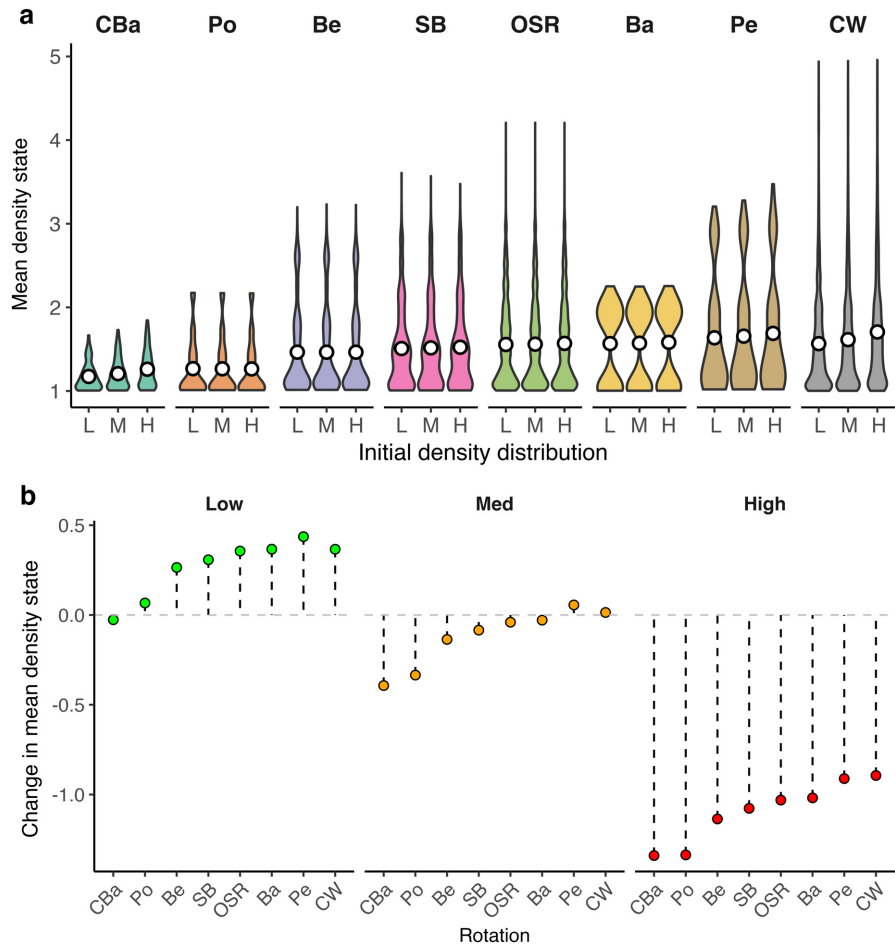 a
CBa Po Be SB OSR Ba Pe CW
Mean density state
5
4
3
2
1
L M H L M H L M H L M H L M H L M H L M H L M H
Initial density distribution
b
Low Med High
Change in mean density state
0.5
0.0
-0.5
-1.0
CBa Po Be SB OSR Ba Pe CW CBa Po Be SB OSR Ba Pe CW CBa Po Be SB OSR Ba Pe CW
Rotation